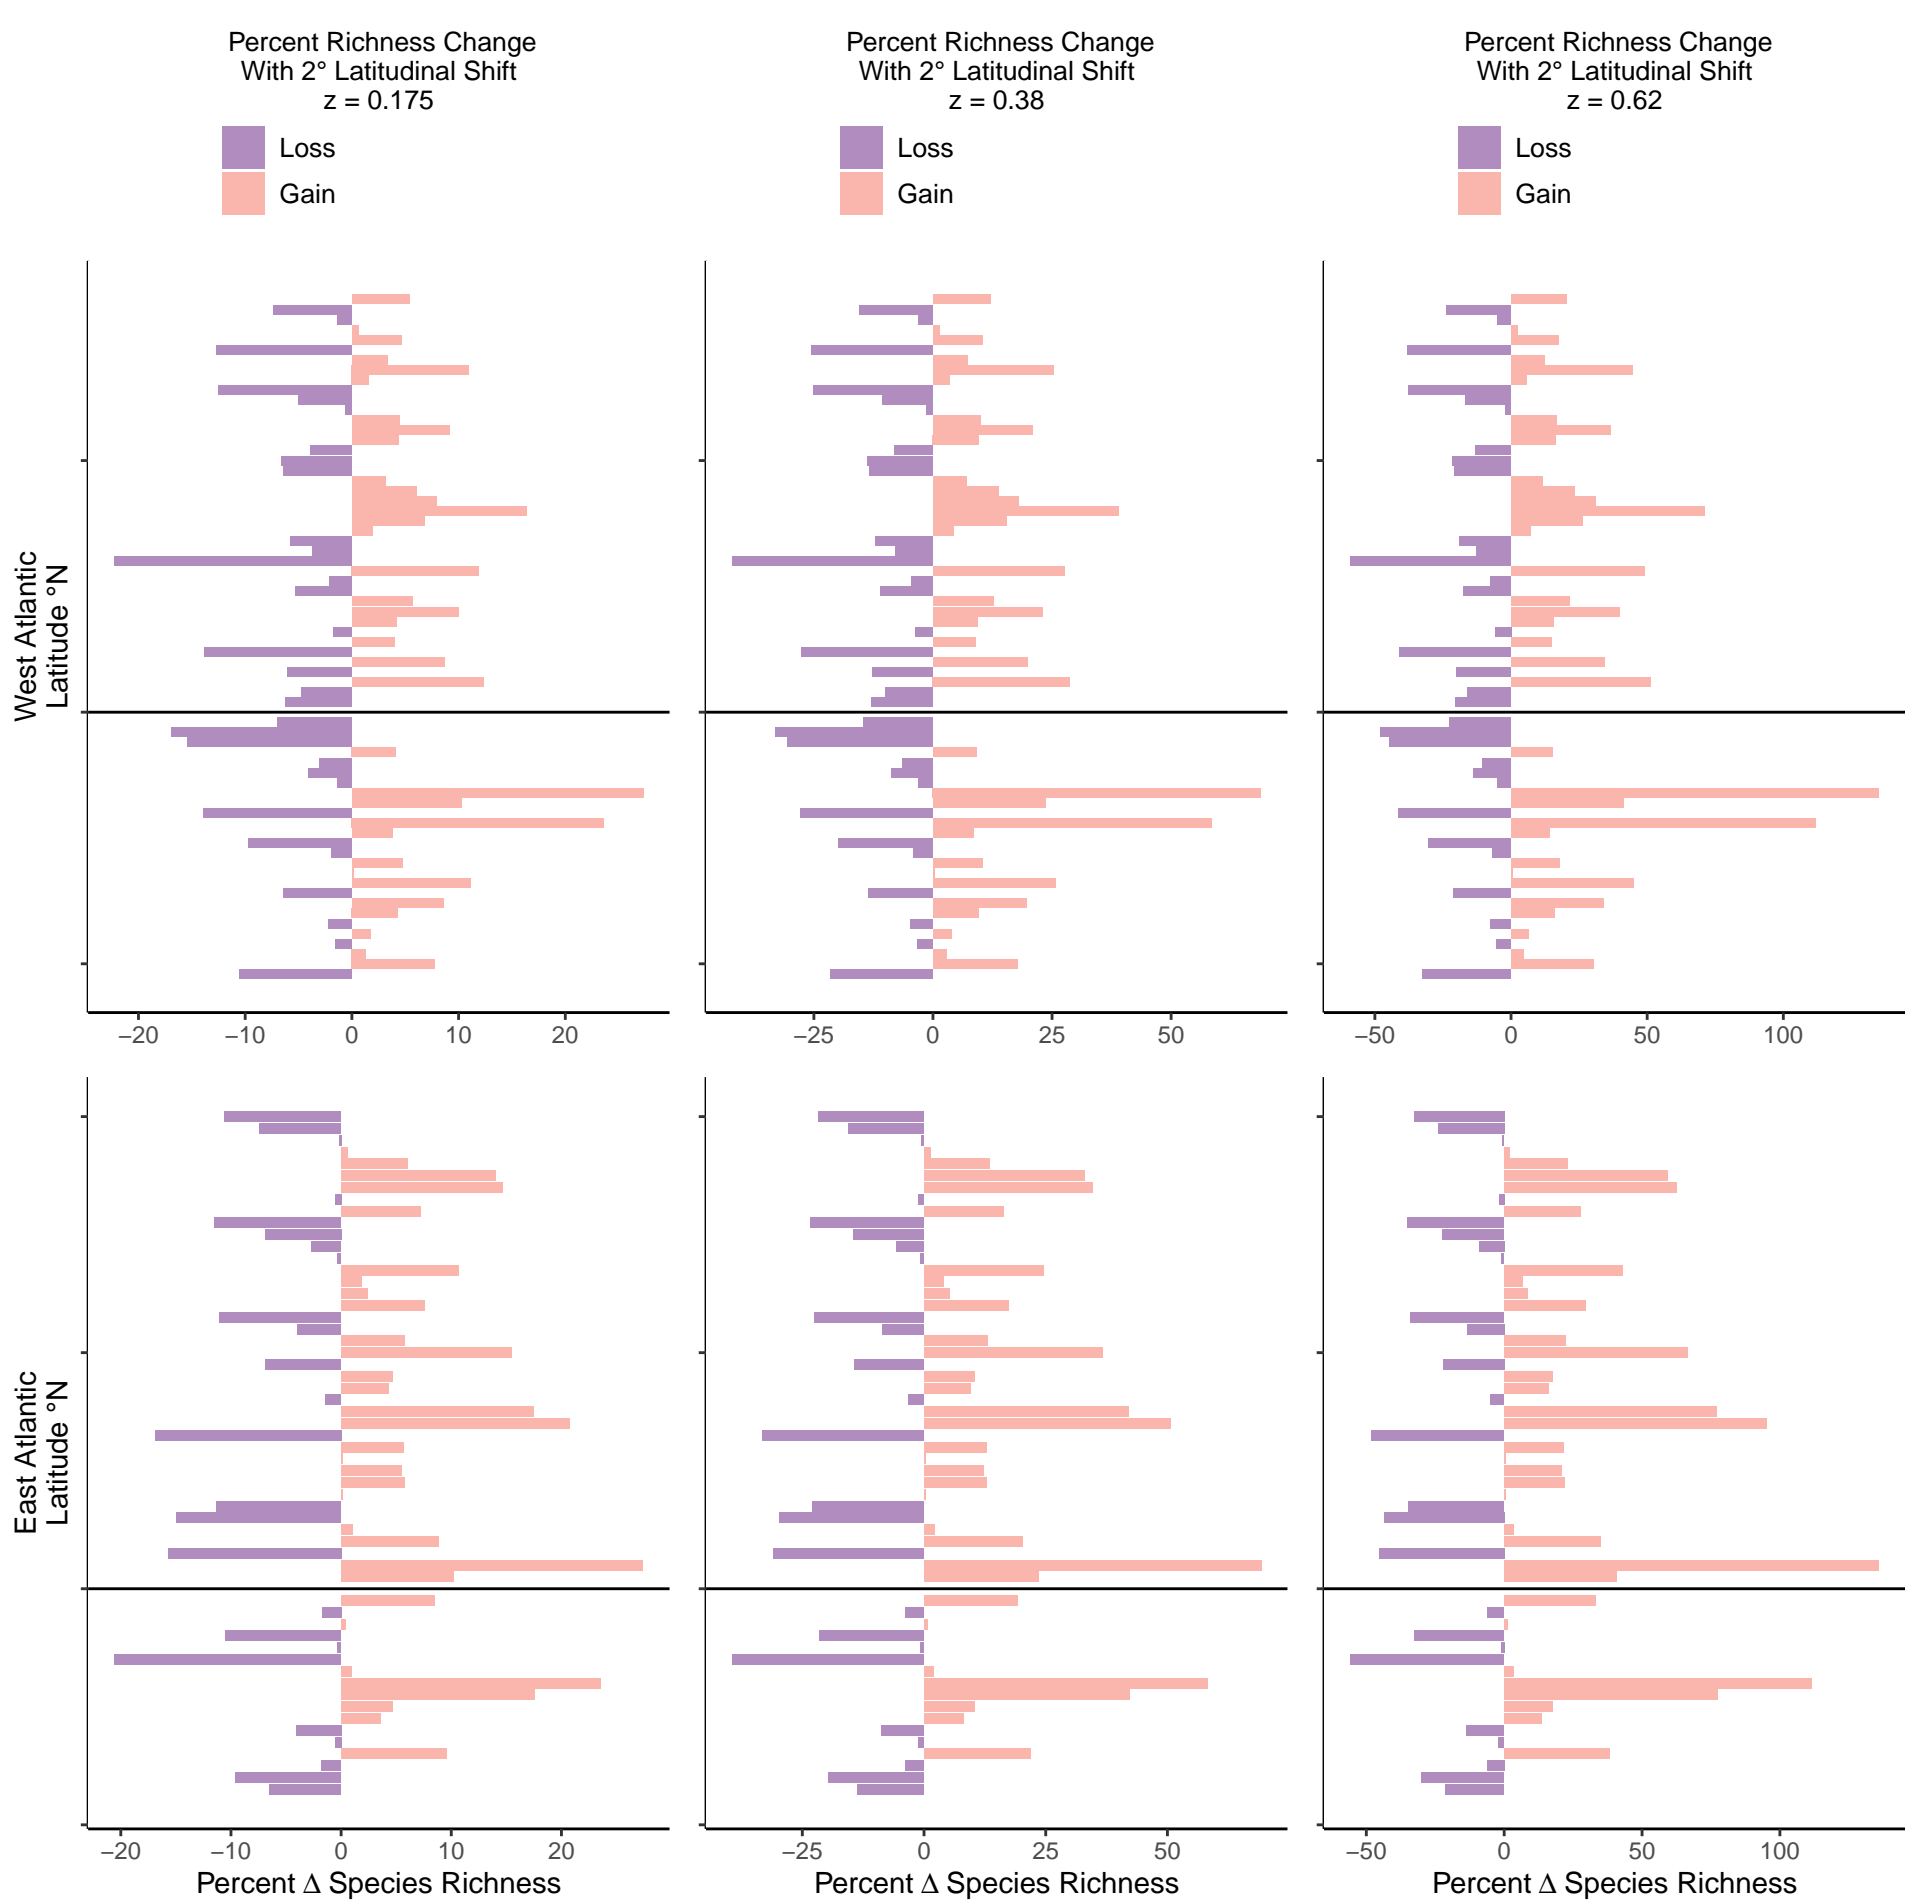 Percent Richness Change
With 2° Latitudinal Shift
z = 0.175
Loss
Gain
Percent Richness Change
With 2° Latitudinal Shift
z = 0.38
Loss
Gain
Percent Richness Change
With 2° Latitudinal Shift
z = 0.62
Loss
Gain
West Atlantic
Latitude °N
−20 −10 0 10 20
−25 0 25 50
−50 0 50 100
East Atlantic
Latitude °N
−20 −10 0 10 20
−25 0 25 50
−50 0 50 100
Percent Δ Species Richness
Percent Δ Species Richness
Percent Δ Species Richness